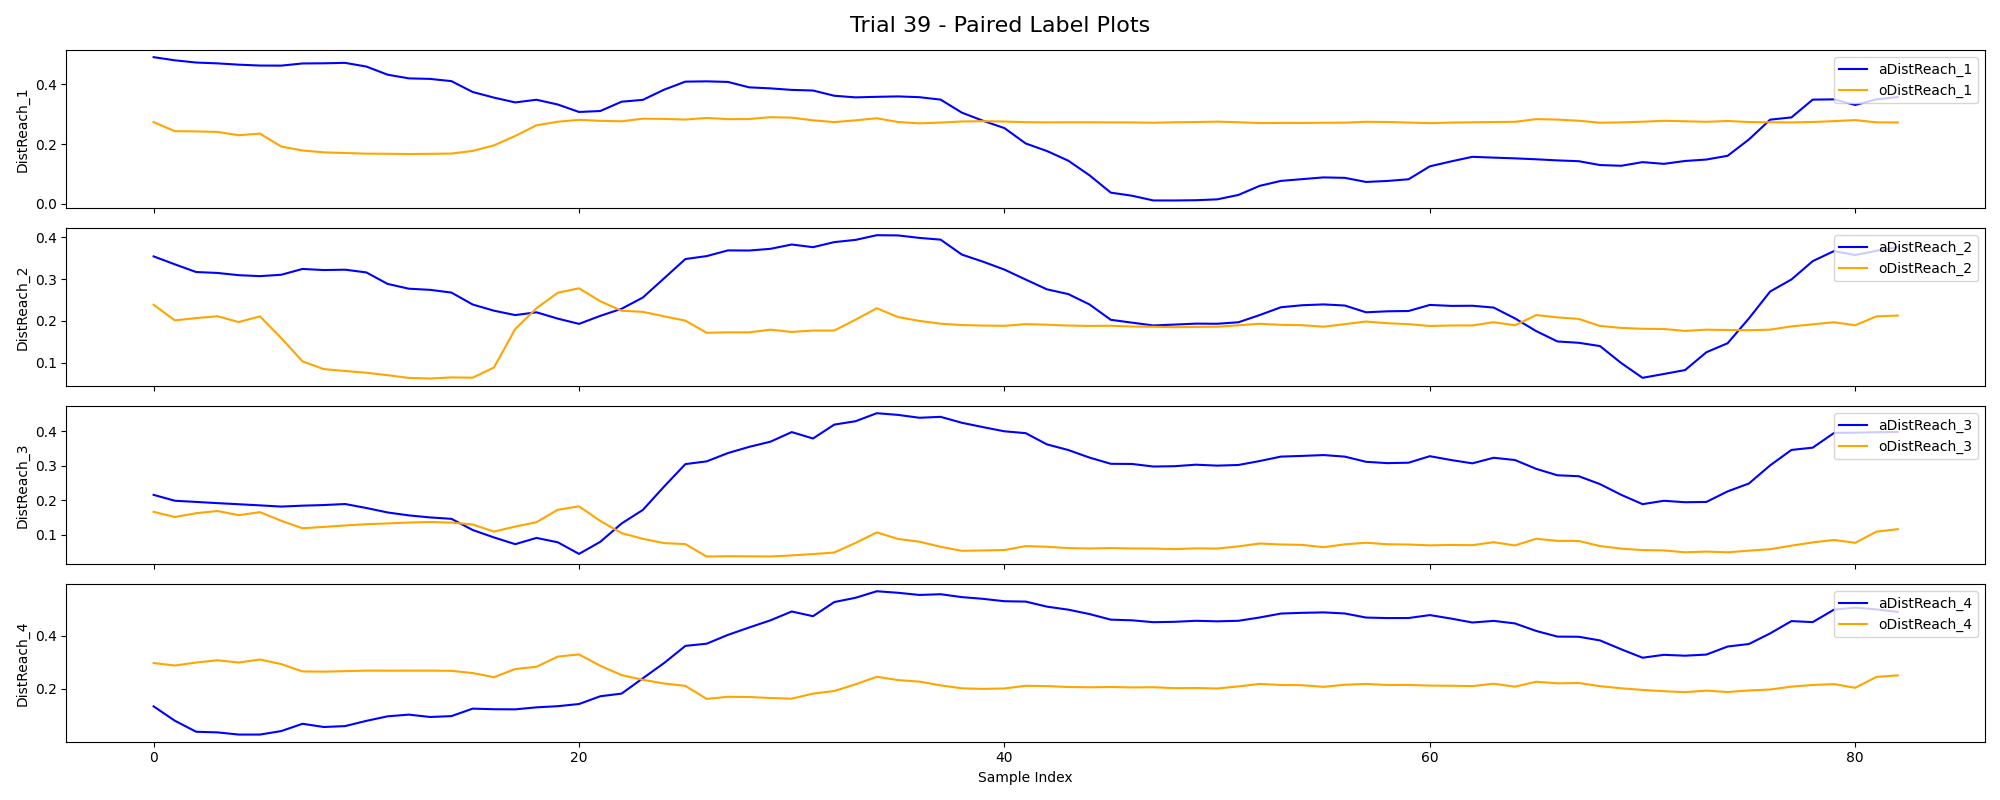 Trial 39 - Paired Label Plots
DistReach_1
0.4
0.2
0.0
aDistReach_1
oDistReach_1
DistReach_2
0.4
0.3
0.2
0.1
aDistReach_2
oDistReach_2
DistReach_3
0.4
0.3
0.2
0.1
aDistReach_3
oDistReach_3
DistReach_4
0.4
0.2
aDistReach_4
oDistReach_4
0 20 40 60 80
Sample Index